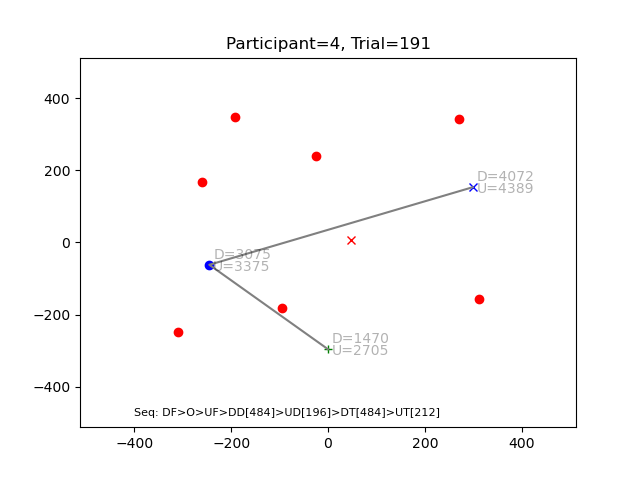 Participant=4, Trial=191
400
200
0
−200
−400
D=4072
U=4389
D=3075
U=3375
D=1470
U=2705
Seq: DF>O>UF>DD[484]>UD[196]>DT[484]>UT[212]
−400 −200 0 200 400